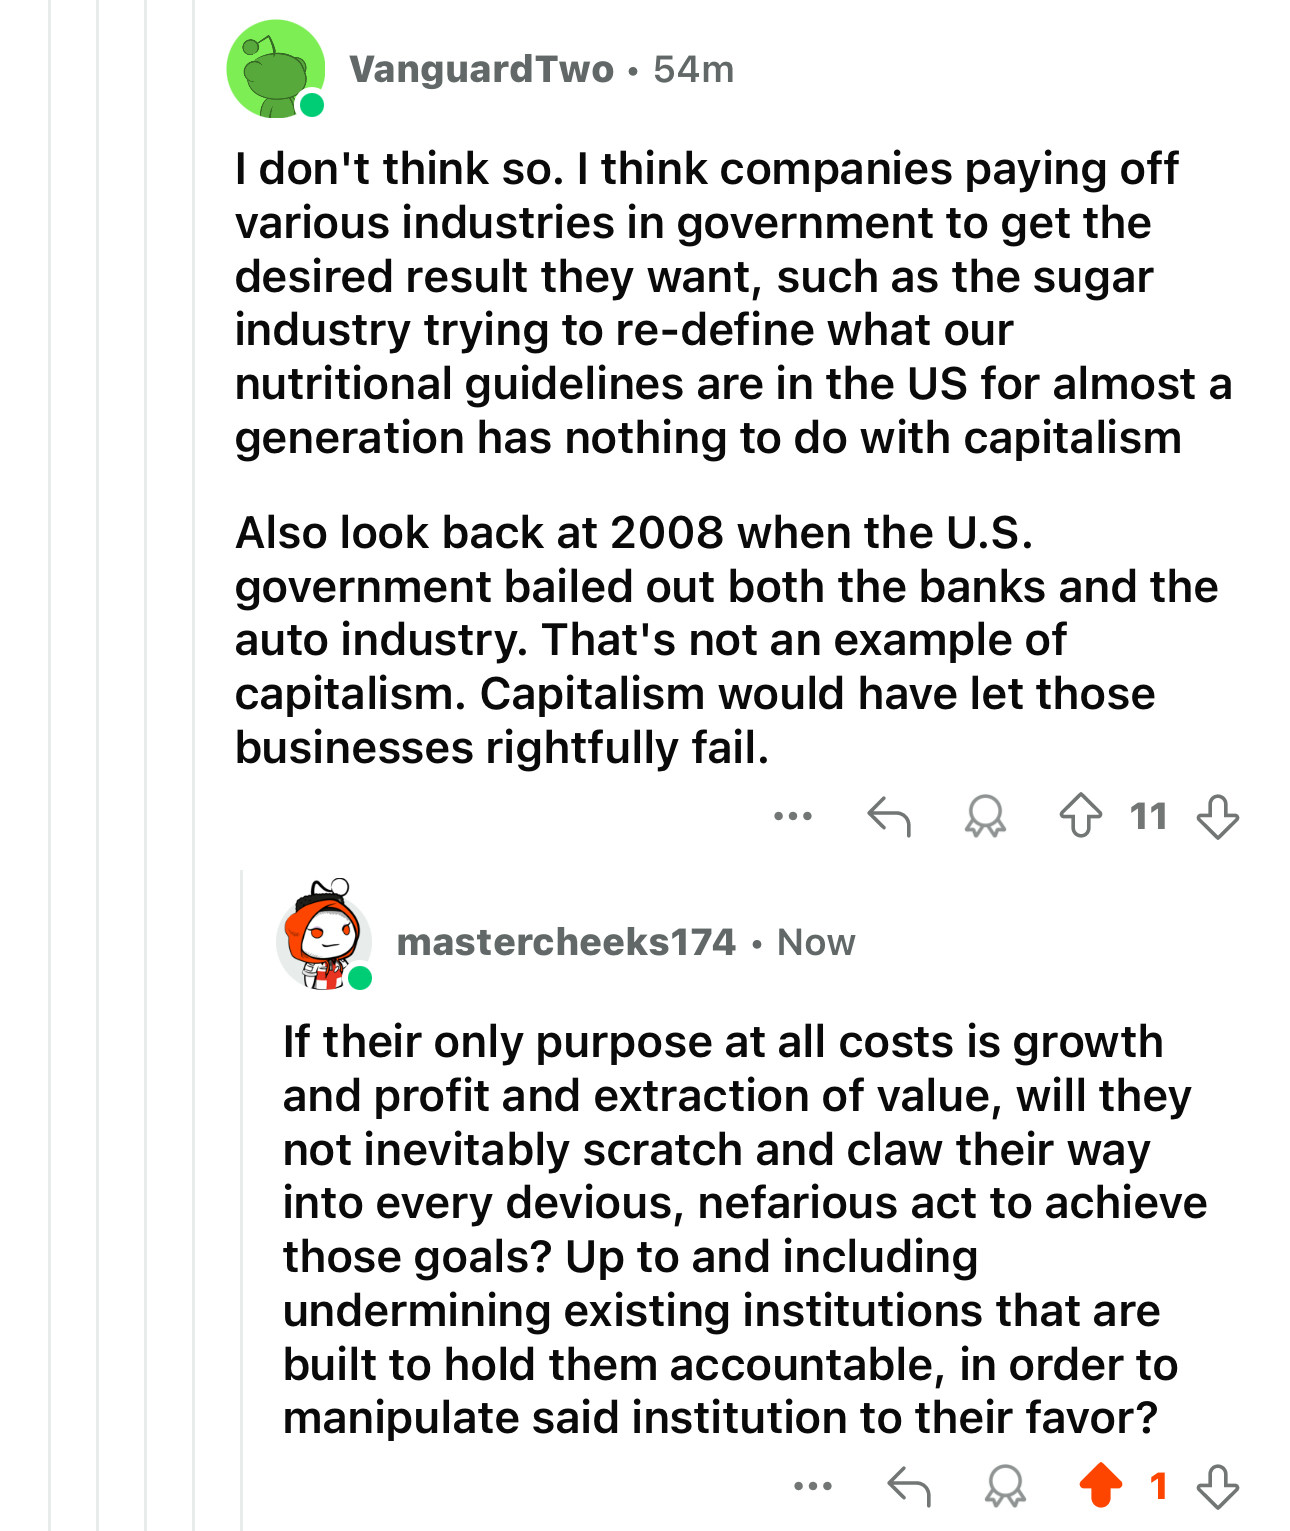 VanguardTwo • 54m
I don't think so. I think companies paying off
various industries in government to get the
desired result they want, such as the sugar
industry trying to re-define what our
nutritional guidelines are in the US for almost a
generation has nothing to do with capitalism
Also look back at 2008 when the U.S.
government bailed out both the banks and the
auto industry. That's not an example of
capitalism. Capitalism would have let those
businesses rightfully fail.
11
mastercheeks174 • Now
If their only purpose at all costs is growth
and profit and extraction of value, will they
not inevitably scratch and claw their way
into every devious, nefarious act to achieve
those goals? Up to and including
undermining existing institutions that are
built to hold them accountable, in order to
manipulate said institution to their favor?
1